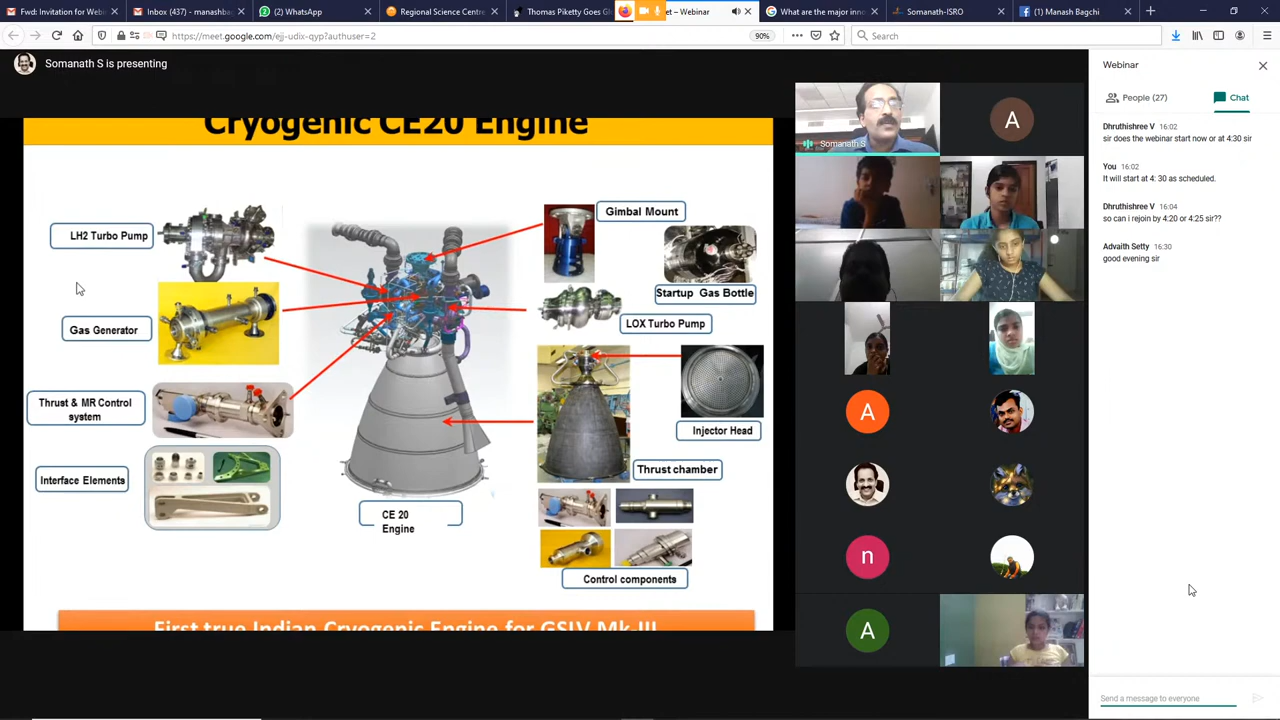 Fwd: Invitation for Webin
Inbox (437) - manashbag
(2) WhatsApp
Regional Science Centre
Thomas Piketty Goes G
et – Webinar
What are the major inno
Somanath-ISRO
Manash Bagchi
https://meet.google.com/ejj-udix-qyp?authuser=2
90%
Search
Somanath S is presenting
Cryogenic CE20 Engine
LH2 Turbo Pump
Gas Generator
Thrust & MR Control
system
Interface Elements
CE 20
Engine
Gimbal Mount
Startup Gas Bottle
LOX Turbo Pump
Injector Head
Thrust chamber
Control components
First true Indian Cryogenic Engine for GSLV Mk-III
Somanath S
A
A
n
A
Webinar
People (27)
Chat
Dhruthishree V 16:02
sir does the webinar start now or at 4:30 sir
You 16:02
It will start at 4: 30 as scheduled.
Dhruthishree V 16:04
so can i rejoin by 4:20 or 4:25 sir??
Advaith Setty 16:30
good evening sir
Send a message to everyone